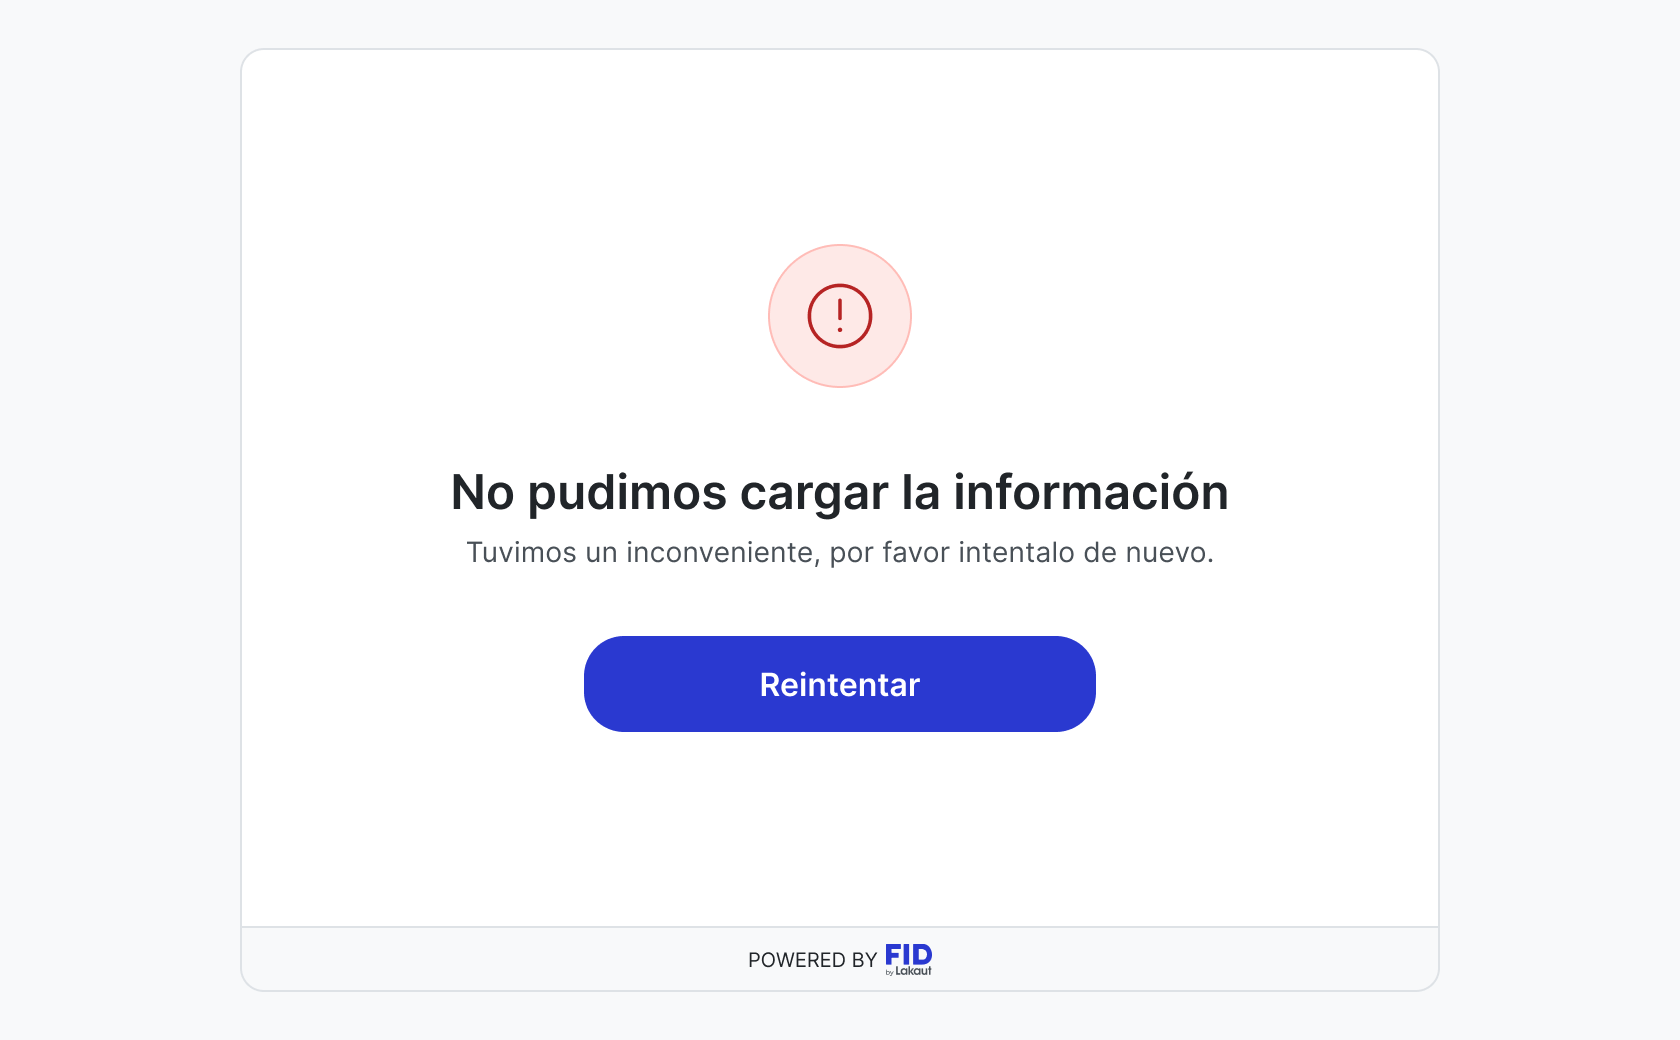 No pudimos cargar la información
Tuvimos un inconveniente, por favor intentalo de nuevo.
Reintentar
POWERED BY FID
by Lakaut